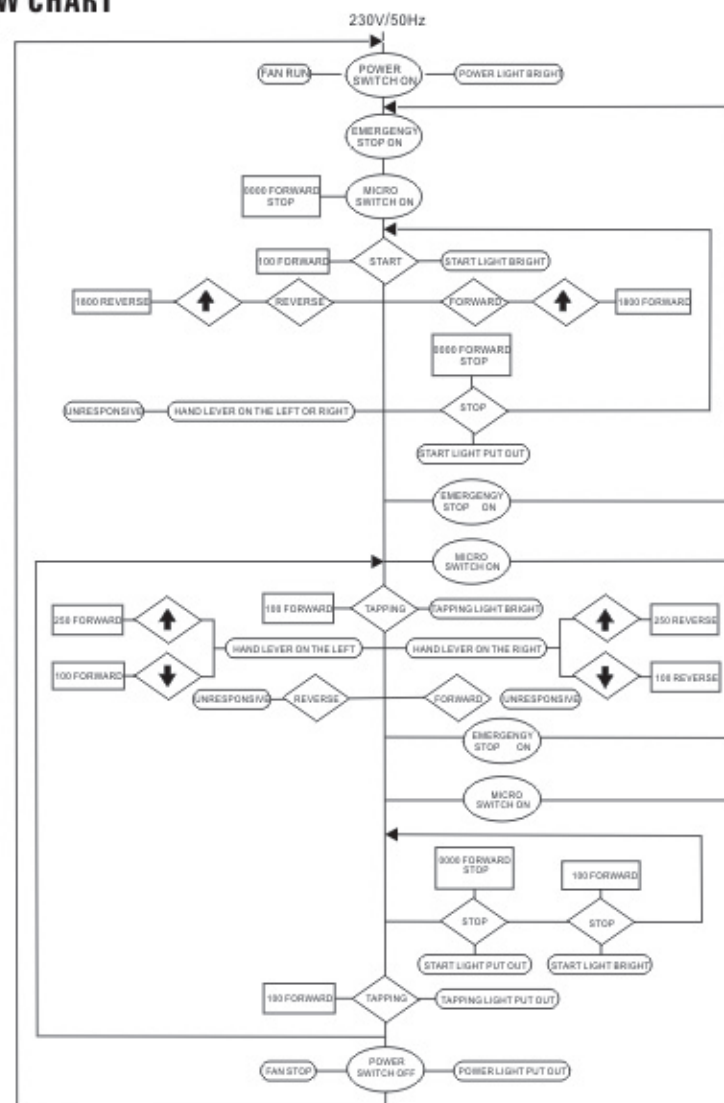 W CHART
230V/50Hz
FAN RUN
POWER
SWITCH ON
POWER LIGHT BRIGHT
EMERGENGY
STOP ON
0000 FORWARD
STOP
MICRO
SWITCH ON
100 FORWARD
START
START LIGHT BRIGHT
1800 REVERSE
REVERSE
FORWARD
1800 FORWARD
0000 FORWARD
STOP
UNRESPONSIVE
HAND LEVER ON THE LEFT OR RIGHT
STOP
START LIGHT PUT OUT
EMERGENGY
STOP ON
MICRO
SWITCH ON
100 FORWARD
TAPPING
TAPPING LIGHT BRIGHT
250 FORWARD
250 REVERSE
HAND LEVER ON THE LEFT
HAND LEVER ON THE RIGHT
100 FORWARD
100 REVERSE
UNRESPONSIVE
REVERSE
FORWARD
UNRESPONSIVE
EMERGENGY
STOP ON
MICRO
SWITCH ON
0000 FORWARD
STOP
100 FORWARD
STOP
STOP
START LIGHT PUT OUT
START LIGHT BRIGHT
100 FORWARD
TAPPING
TAPPING LIGHT PUT OUT
FAN STOP
POWER
SWITCH OFF
POWER LIGHT PUT OUT